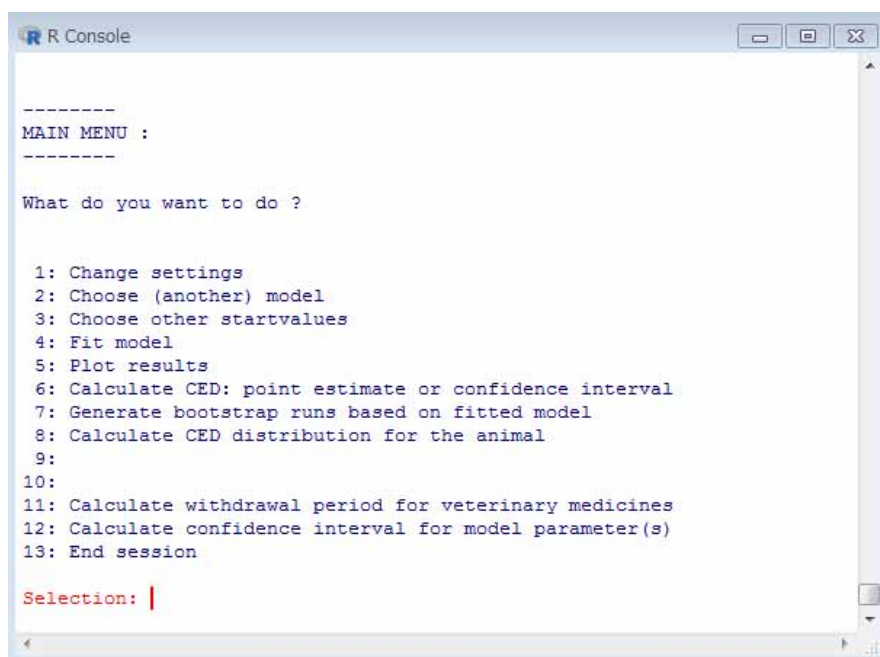 R Console
--------
MAIN MENU :
--------
What do you want to do ?
1: Change settings
2: Choose (another) model
3: Choose other startvalues
4: Fit model
5: Plot results
6: Calculate CED: point estimate or confidence interval
7: Generate bootstrap runs based on fitted model
8: Calculate CED distribution for the animal
9:
10:
11: Calculate withdrawal period for veterinary medicines
12: Calculate confidence interval for model parameter(s)
13: End session
Selection: